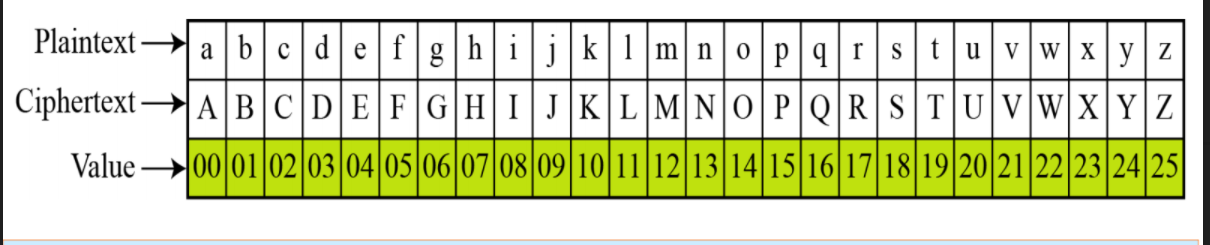 Plaintext a b c d e f g h i j k l m n o p q r s t u v w x y z
Ciphertext A B C D E F G H I J K L M N O P Q R S T U V W X Y Z
Value 00 01 02 03 04 05 06 07 08 09 10 11 12 13 14 15 16 17 18 19 20 21 22 23 24 25